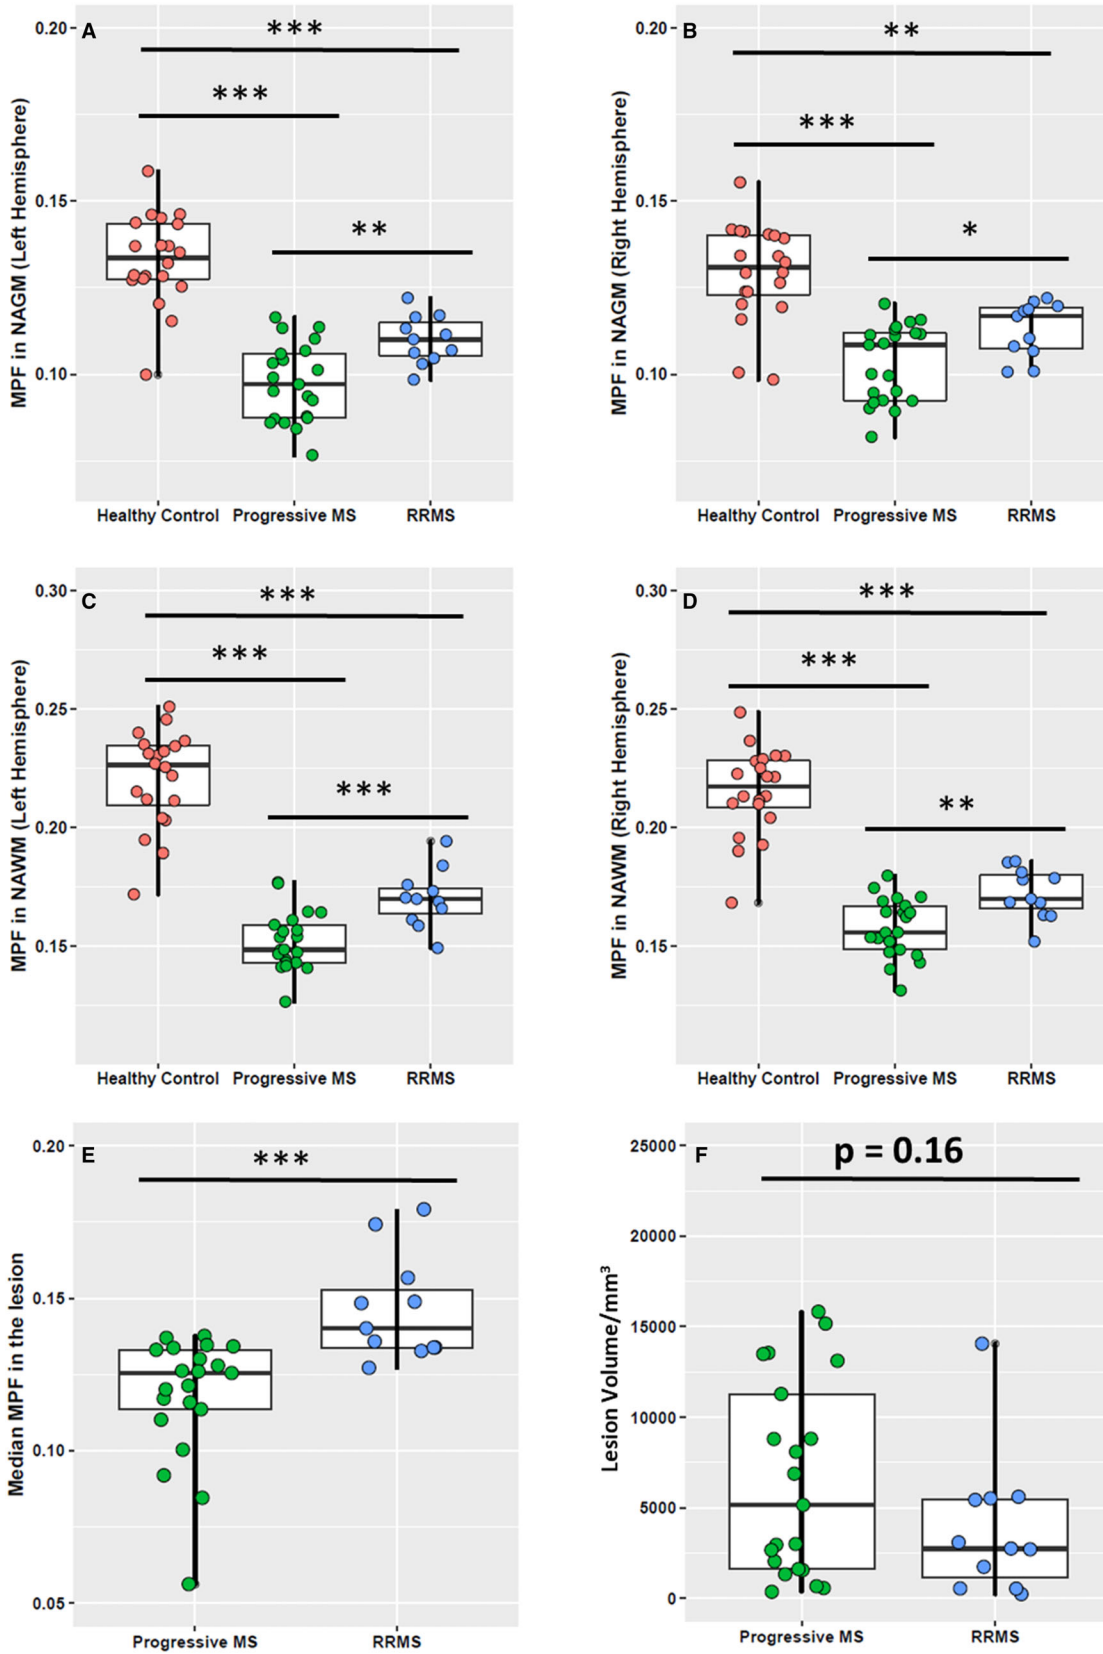 A
***
***
**
0.20
0.15
0.10
MPF in NAGM (Left Hemisphere)
Healthy Control Progressive MS RRMS
B
**
***
*
0.20
0.15
0.10
MPF in NAGM (Right Hemisphere)
Healthy Control Progressive MS RRMS
C
***
***
***
0.30
0.25
0.20
0.15
MPF in NAWM (Left Hemisphere)
Healthy Control Progressive MS RRMS
D
***
***
**
0.30
0.25
0.20
0.15
MPF in NAWM (Right Hemisphere)
Healthy Control Progressive MS RRMS
E
***
0.20
0.15
0.10
0.05
Median MPF in the lesion
Progressive MS RRMS
F
p = 0.16
25000
20000
15000
10000
5000
0
Lesion Volume/mm³
Progressive MS RRMS